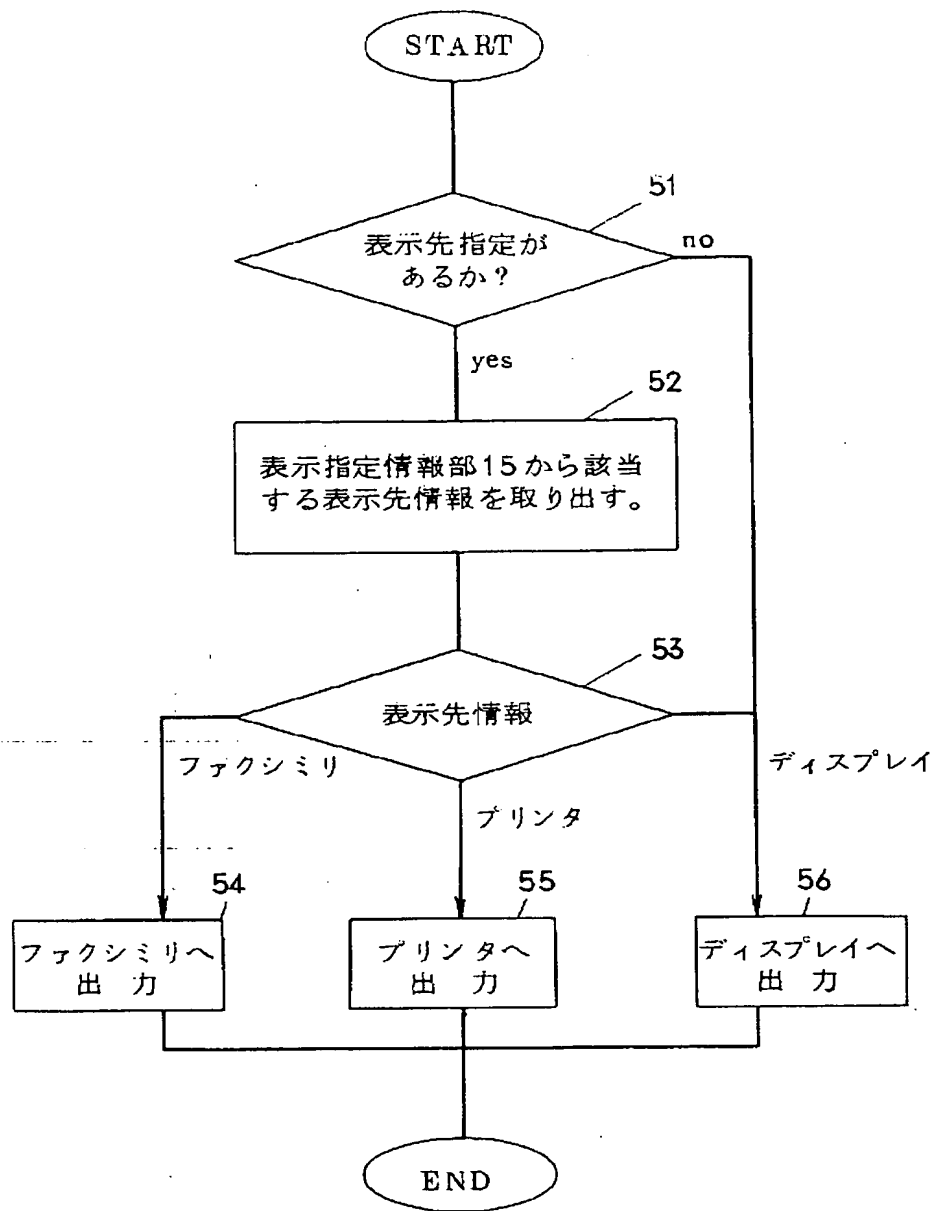 START
51
表示先指定が
あるか?
no
yes
52
表示指定情報部15から該当
する表示先情報を取り出す。
53
表示先情報
ファクシミリ
プリンタ
ディスプレイ
54
ファクシミリへ
出力
55
プリンタへ
出力
56
ディスプレイへ
出力
END